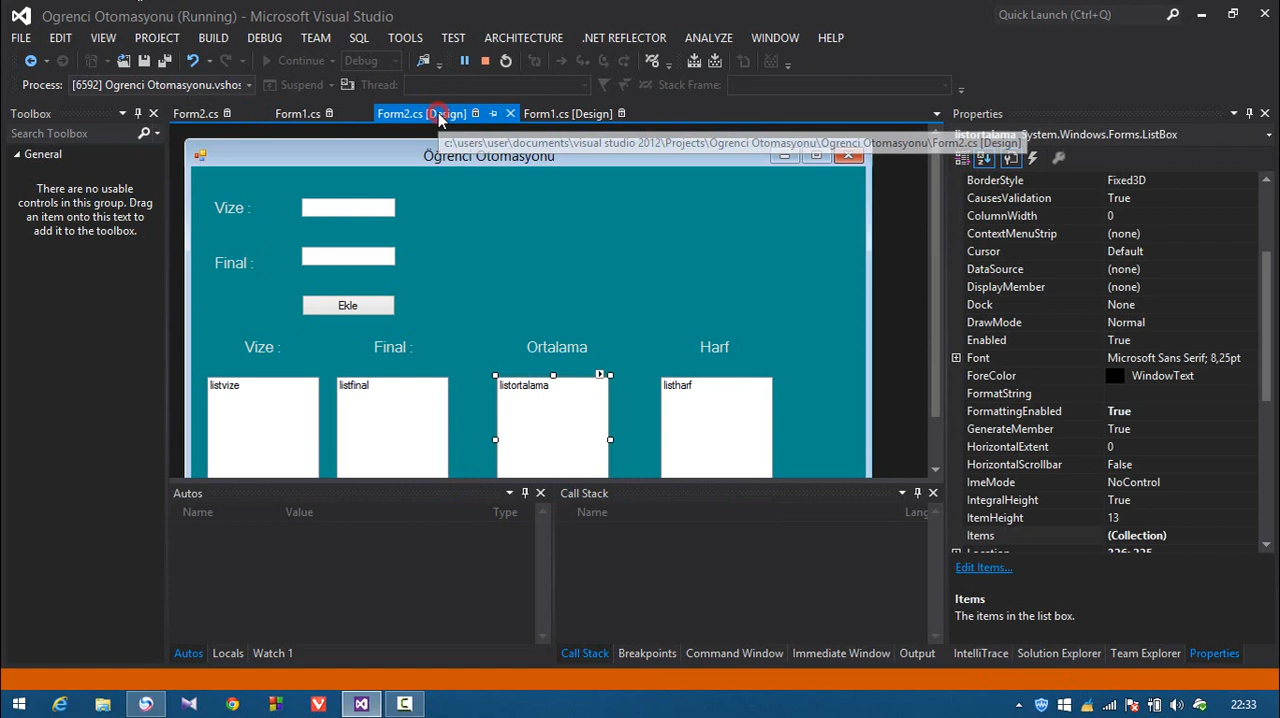 Ogrenci Otomasyonu (Running) - Microsoft Visual Studio
Quick Launch (Ctrl+Q)
FILE EDIT VIEW PROJECT BUILD DEBUG TEAM SQL TOOLS TEST ARCHITECTURE .NET REFLECTOR ANALYZE WINDOW HELP
Continue Debug
Process: [6592] Ogrenci Otomasyonu.vshos Suspend Thread: Stack Frame:
Toolbox
Form2.cs Form1.cs Form2.cs [Design] Form1.cs [Design]
Properties
Search Toolbox
General
There are no usable
controls in this group. Drag
an item onto this text to
add it to the toolbox.
c:\users\user\documents\visual studio 2012\Projects\Ogrenci Otomasyonu\Ogrenci Otomasyonu\Form2.cs [Design]
Öğrenci Otomasyonu
Vize :
Final :
Ekle
Vize : Final : Ortalama Harf
listvize listfinal listortalama listharf
listortalama System.Windows.Forms.ListBox
BorderStyle Fixed3D
CausesValidation True
ColumnWidth 0
ContextMenuStrip (none)
Cursor Default
DataSource (none)
DisplayMember (none)
Dock None
DrawMode Normal
Enabled True
Font Microsoft Sans Serif; 8,25pt
ForeColor WindowText
FormatString
FormattingEnabled True
GenerateMember True
HorizontalExtent 0
HorizontalScrollbar False
ImeMode NoControl
IntegralHeight True
ItemHeight 13
Items (Collection)
Location 326; 225
Edit Items...
Items
The items in the list box.
Autos
Name Value Type
Call Stack
Name Lang
Autos Locals Watch 1
Call Stack Breakpoints Command Window Immediate Window Output
IntelliTrace Solution Explorer Team Explorer Properties
22:33